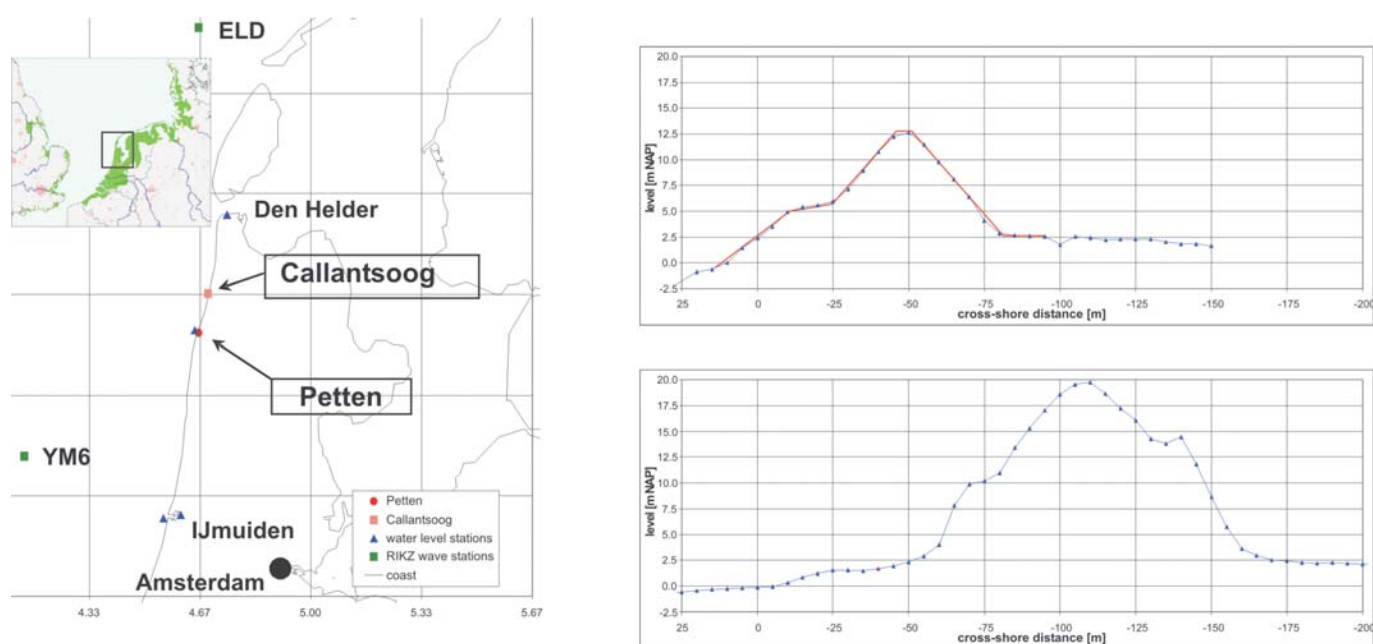 ELD
Den Helder
Callantsoog
Petten
YM6
IJmuiden
Amsterdam
Petten
Callantsoog
water level stations
RIKZ wave stations
coast
4.33 4.67 5.00 5.33 5.67
level [m NAP]
20.0
17.5
15.0
12.5
10.0
7.5
5.0
2.5
0.0
-2.5
25 0 -25 -50 -75 -100 -125 -150 -175 -200
cross-shore distance [m]
level [m NAP]
20.0
17.5
15.0
12.5
10.0
7.5
5.0
2.5
0.0
-2.5
25 0 -25 -50 -75 -100 -125 -150 -175 -200
cross-shore distance [m]